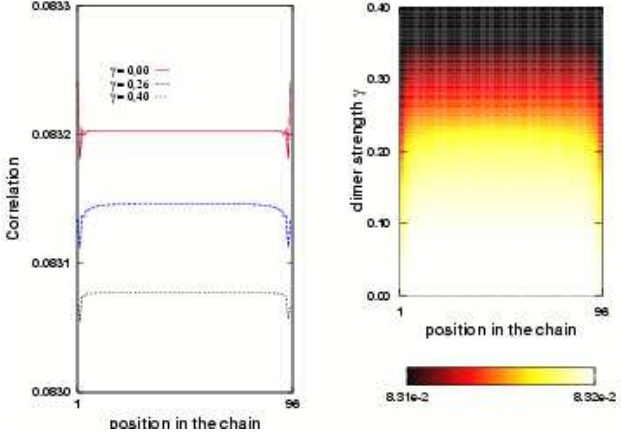 0.0833
γ= 0.00
γ= 0.26
γ= 0.40
0.0832
Correlation
0.0831
0.0830
1
96
position in the chain
0.40
0.30
dimer strength γ
0.20
0.10
0.00
1
96
position in the chain
8.31e-2
8.32e-2